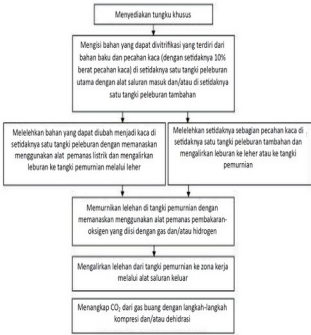 Menyediakan tungku khusus
Mengisi bahan yang dapat divitrifikasi yang terdiri dari
bahan baku dan pecahan kaca (dengan setidaknya 10%
berat pecahan kaca) di setidaknya satu tangki peleburan
utama dengan alat saluran masuk dan/atau di setidaknya
satu tangki peleburan tambahan
Melelehkan bahan yang dapat diubah menjadi kaca di
setidaknya satu tangki peleburan dengan memanaskan
menggunakan alat pemanas listrik dan mengalirkan
leburan ke tangki pemurnian melalui leher
Melelehkan setidaknya sebagian pecahan kaca di
setidaknya satu tangki peleburan tambahan dan
mengalirkan leburan ke leher atau ke tangki
pemurnian
Memurnikan lelehan di tangki pemurnian dengan
memanaskan menggunakan alat pemanas pembakaran-
oksigen yang diisi dengan gas dan/atau hidrogen
Mengalirkan lelehan dari tangki pemurnian ke zona kerja
melalui alat saluran keluar
Menangkap CO₂ dari gas buang dengan langkah-langkah
kompresi dan/atau dehidrasi